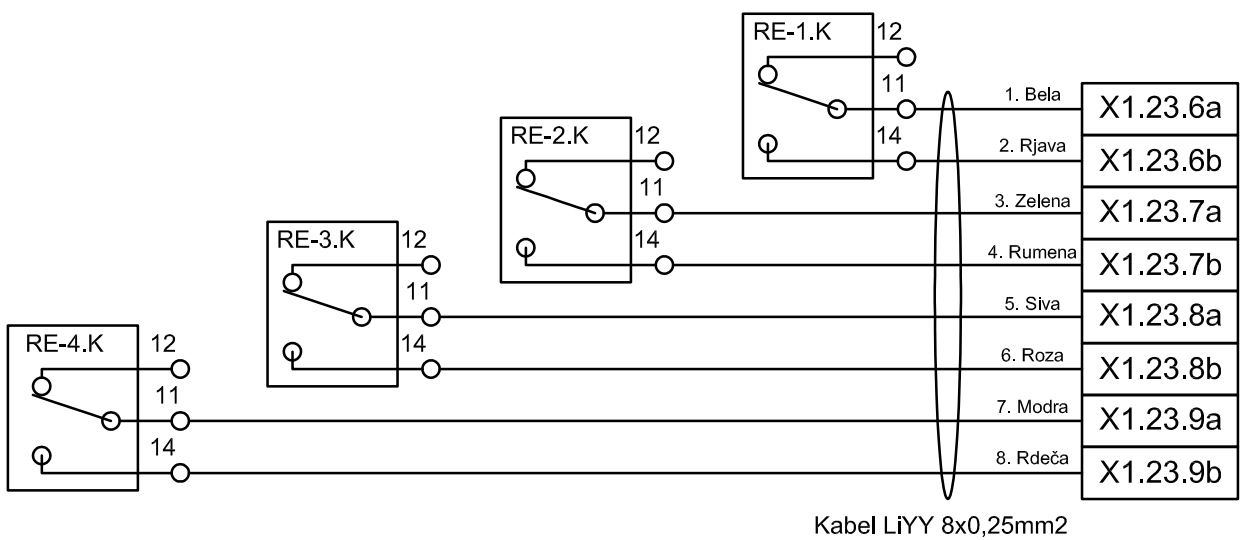 RE-1.K
12
11
14
1. Bela
X1.23.6a
2. Rjava
X1.23.6b
RE-2.K
12
11
14
3. Zelena
X1.23.7a
4. Rumena
X1.23.7b
RE-3.K
12
11
14
5. Siva
X1.23.8a
6. Roza
X1.23.8b
RE-4.K
12
11
14
7. Modra
X1.23.9a
8. Rdeča
X1.23.9b
Kabel LiYY 8x0,25mm2